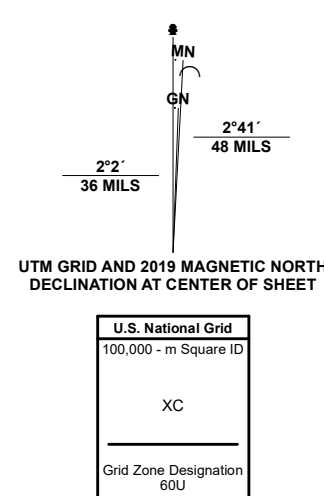 MN
GN
2°41´
48 MILS
2°2´
36 MILS
UTM GRID AND 2019 MAGNETIC NORTH
DECLINATION AT CENTER OF SHEET
U.S. National Grid
100,000 - m Square ID
XC
Grid Zone Designation
60U